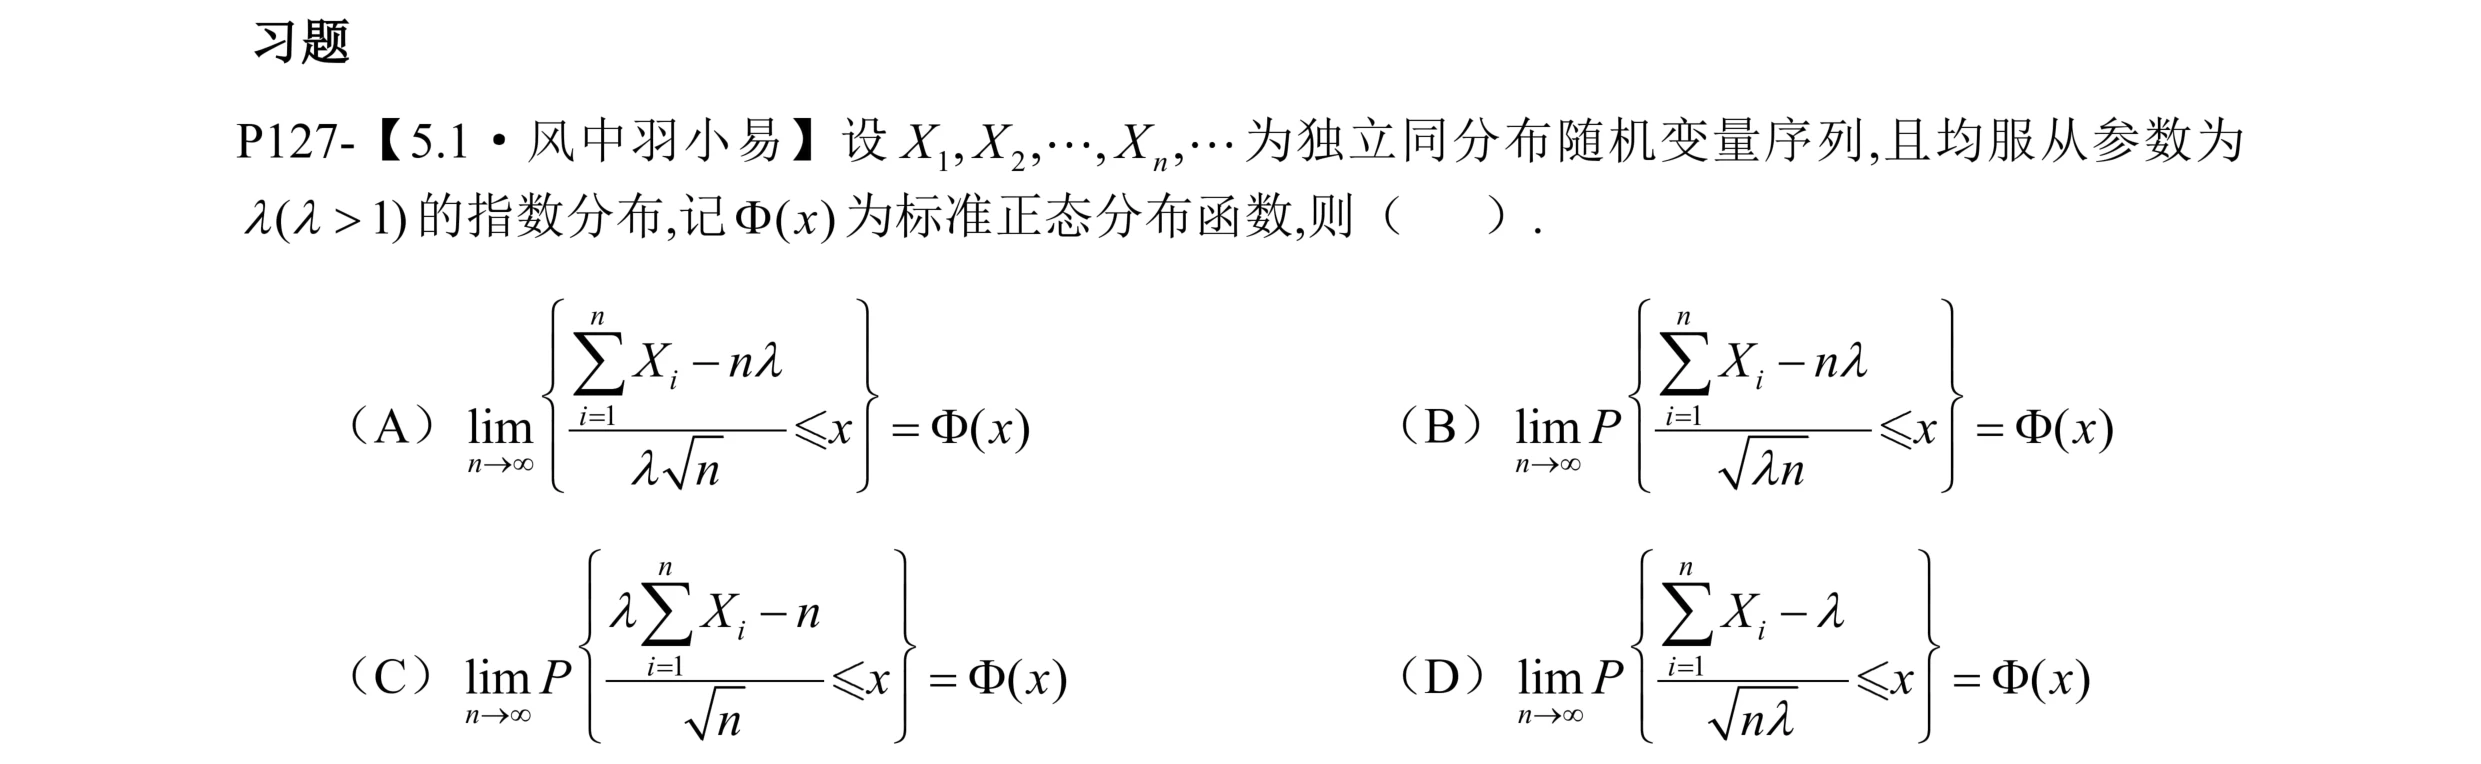 习题
P127-【5.1·风中羽小易】设 $X_1,X_2,\cdots,X_n,\cdots$ 为独立同分布随机变量序列,且均服从参数为
$\lambda(\lambda>1)$的指数分布,记$\Phi(x)$为标准正态分布函数,则（  ）.
（A）$\lim\limits_{n\to\infty}\left\{\dfrac{\sum\limits_{i=1}^{n}X_i-n\lambda}{\lambda\sqrt{n}}\leqslant x\right\}=\Phi(x)$ （B）$\lim\limits_{n\to\infty}P\left\{\dfrac{\sum\limits_{i=1}^{n}X_i-n\lambda}{\sqrt{\lambda n}}\leqslant x\right\}=\Phi(x)$
（C）$\lim\limits_{n\to\infty}P\left\{\dfrac{\lambda\sum\limits_{i=1}^{n}X_i-n}{\sqrt{n}}\leqslant x\right\}=\Phi(x)$ （D）$\lim\limits_{n\to\infty}P\left\{\dfrac{\sum\limits_{i=1}^{n}X_i-\lambda}{\sqrt{n\lambda}}\leqslant x\right\}=\Phi(x)$